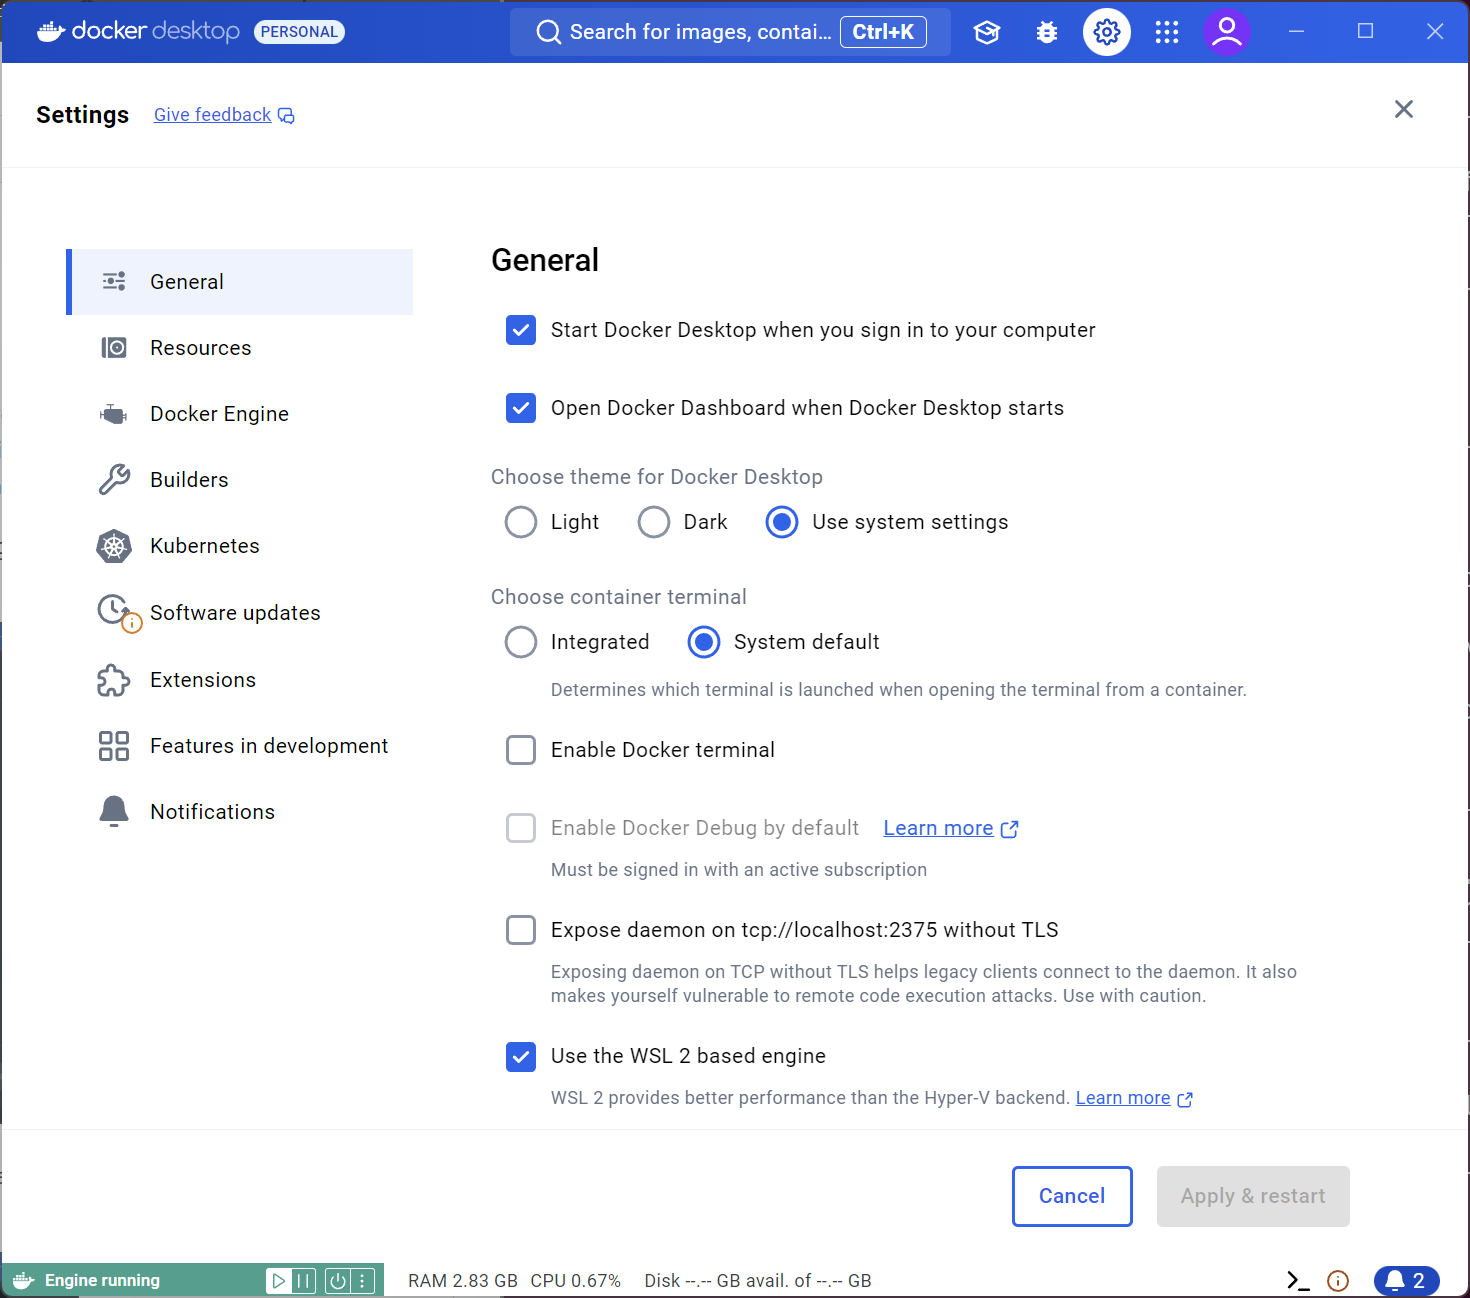 docker desktop PERSONAL Search for images, contai... Ctrl+K
Settings Give feedback
General
Resources
Docker Engine
Builders
Kubernetes
Software updates
Extensions
Features in development
Notifications
General
Start Docker Desktop when you sign in to your computer
Open Docker Dashboard when Docker Desktop starts
Choose theme for Docker Desktop
Light Dark Use system settings
Choose container terminal
Integrated System default
Determines which terminal is launched when opening the terminal from a container.
Enable Docker terminal
Enable Docker Debug by default Learn more
Must be signed in with an active subscription
Expose daemon on tcp://localhost:2375 without TLS
Exposing daemon on TCP without TLS helps legacy clients connect to the daemon. It also
makes yourself vulnerable to remote code execution attacks. Use with caution.
Use the WSL 2 based engine
WSL 2 provides better performance than the Hyper-V backend. Learn more
Cancel Apply & restart
Engine running RAM 2.83 GB CPU 0.67% Disk --.-- GB avail. of --.-- GB 2